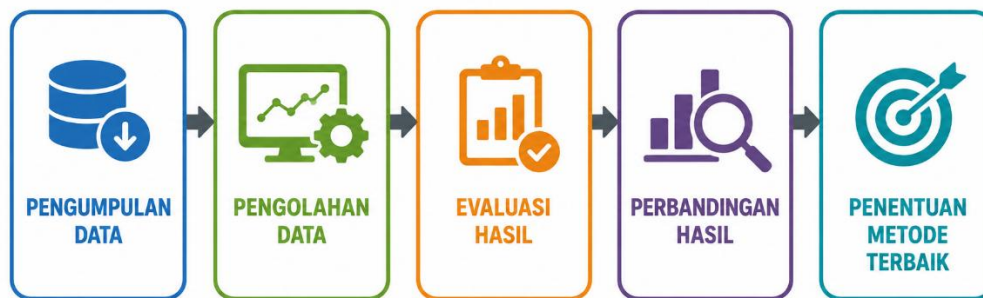 PENGUMPULAN
DATA
PENGOLAHAN
DATA
EVALUASI
HASIL
PERBANDINGAN
HASIL
PENENTUAN
METODE
TERBAIK